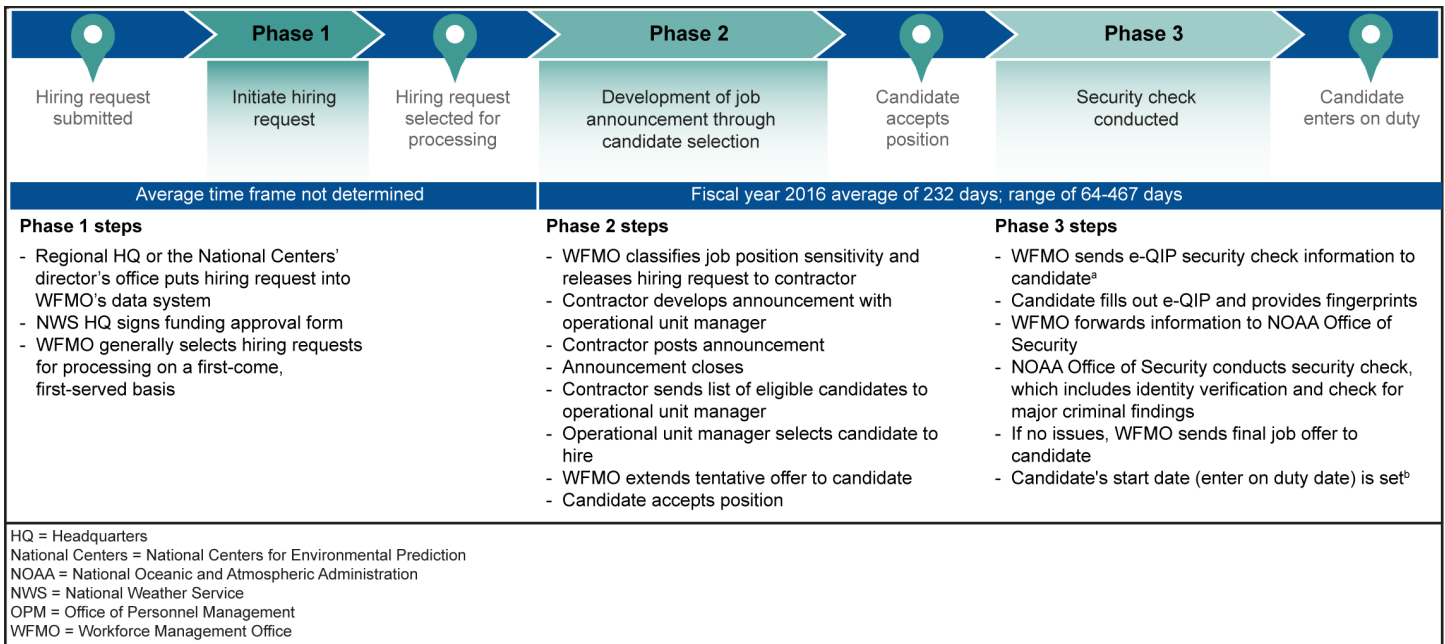 Phase 1
Phase 2
Phase 3
Hiring request
submitted
Initiate hiring
request
Hiring request
selected for
processing
Development of job
announcement through
candidate selection
Candidate
accepts
position
Security check
conducted
Candidate
enters on duty
Average time frame not determined
Fiscal year 2016 average of 232 days; range of 64-467 days
Phase 1 steps
- Regional HQ or the National Centers'
director's office puts hiring request into
WFMO's data system
- NWS HQ signs funding approval form
- WFMO generally selects hiring requests
for processing on a first-come,
first-served basis
Phase 2 steps
- WFMO classifies job position sensitivity and
releases hiring request to contractor
- Contractor develops announcement with
operational unit manager
- Contractor posts announcement
- Announcement closes
- Contractor sends list of eligible candidates to
operational unit manager
- Operational unit manager selects candidate to
hire
- WFMO extends tentative offer to candidate
- Candidate accepts position
Phase 3 steps
- WFMO sends e-QIP security check information to
candidateᵃ
- Candidate fills out e-QIP and provides fingerprints
- WFMO forwards information to NOAA Office of
Security
- NOAA Office of Security conducts security check,
which includes identity verification and check for
major criminal findings
- If no issues, WFMO sends final job offer to
candidate
- Candidate's start date (enter on duty date) is setᵇ
HQ = Headquarters
National Centers = National Centers for Environmental Prediction
NOAA = National Oceanic and Atmospheric Administration
NWS = National Weather Service
OPM = Office of Personnel Management
WFMO = Workforce Management Office